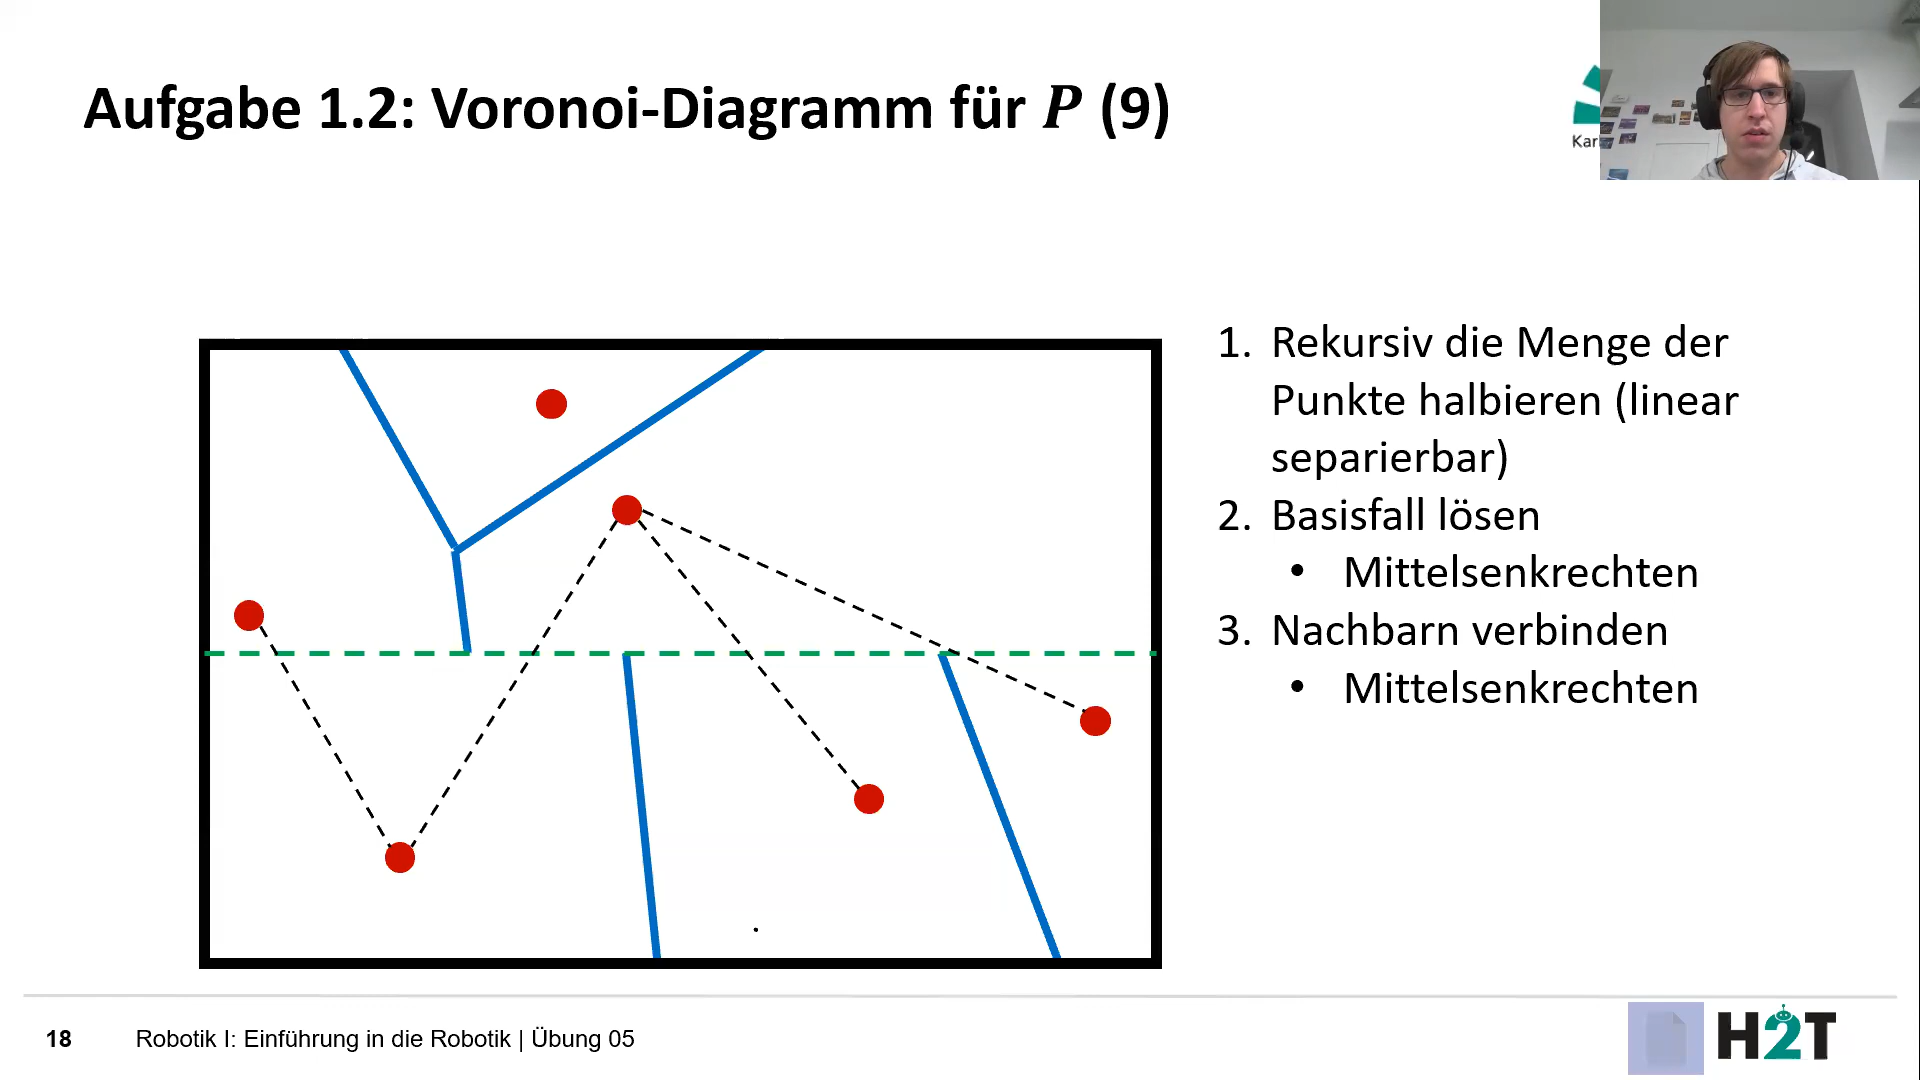 Aufgabe 1.2: Voronoi-Diagramm für P (9)
Kar
1. Rekursiv die Menge der
Punkte halbieren (linear
separierbar)
2. Basisfall lösen
• Mittelsenkrechten
3. Nachbarn verbinden
• Mittelsenkrechten
18 Robotik I: Einführung in die Robotik | Übung 05
H2T